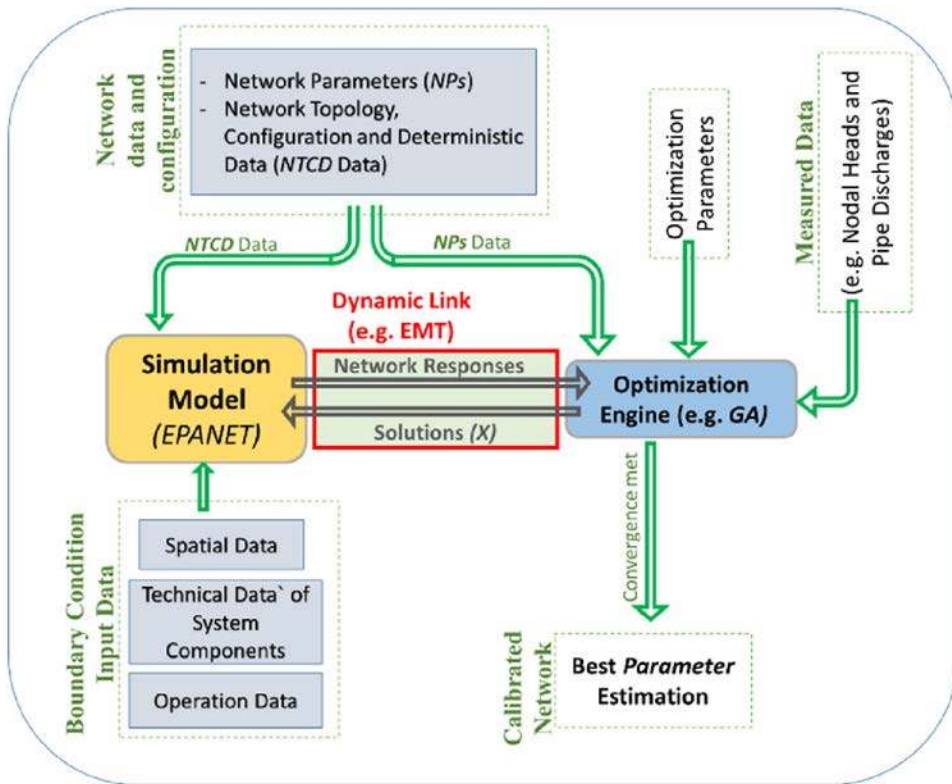 Network data and configuration
- Network Parameters (NPs)
- Network Topology,
Configuration and Deterministic
Data (NTCD Data)
Optimization
Parameters
Measured Data
(e.g. Nodal Heads and
Pipe Discharges)
NTCD Data
NPs Data
Dynamic Link
(e.g. EMT)
Simulation
Model
(EPANET)
Network Responses
Solutions (X)
Optimization
Engine (e.g. GA)
Convergence met
Boundary Condition
Input Data
Spatial Data
Technical Data` of
System
Components
Operation Data
Calibrated
Network
Best Parameter
Estimation